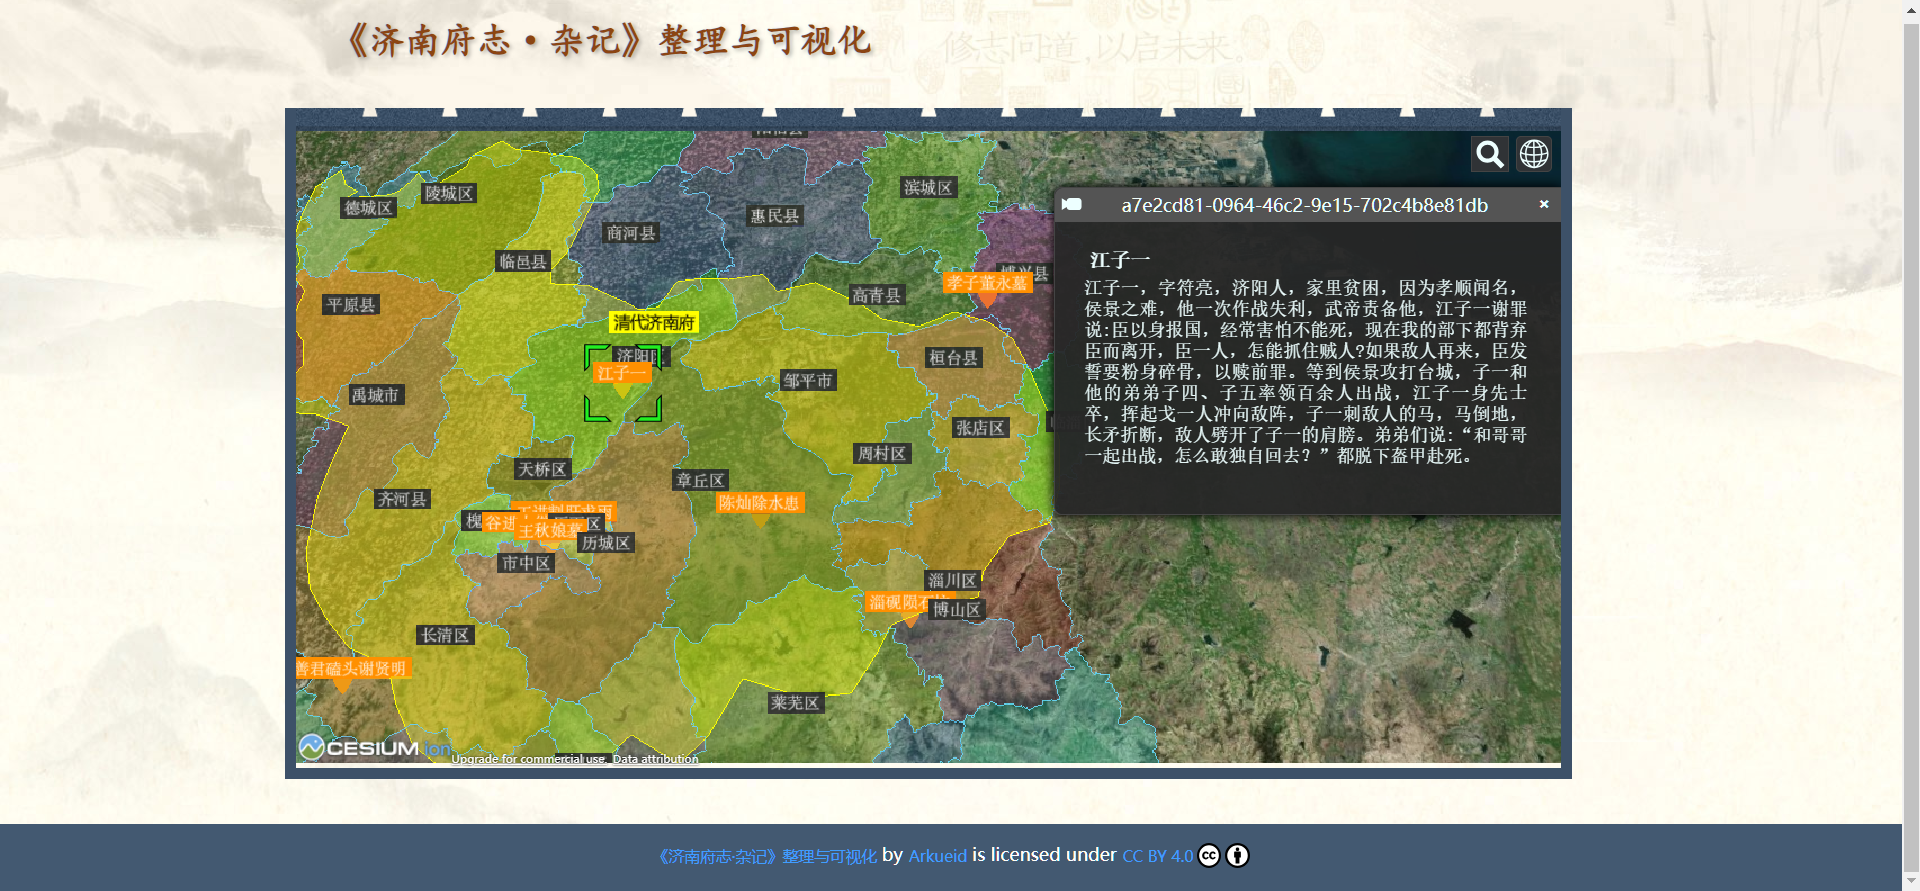 《济南府志·杂记》整理与可视化
修志问道,以启未来。
德城区
陵城区
滨城区
惠民县
商河县
临邑县
平原县
高青县
博兴县
孝子董永墓
清代济南府
济阳区
江子一
桓台县
邹平市
禹城市
张店区
周村区
天桥区
章丘区
齐河县
陈灿除水患
王秋娘墓
历城区
市中区
淄川区
博山区
长清区
善君磕头谢贤明
莱芜区
CESIUM ion
Upgrade for commercial use. Data attribution
a7e2cd81-0964-46c2-9e15-702c4b8e81db
江子一
江子一，字符亮，济阳人，家里贫困，因为孝顺闻名，
侯景之难，他一次作战失利，武帝责备他，江子一谢罪
说:臣以身报国，经常害怕不能死，现在我的部下都背弃
臣而离开，臣一人，怎能抓住贼人?如果敌人再来，臣发
誓要粉身碎骨，以赎前罪。等到侯景攻打台城，子一和
他的弟弟子四、子五率领百余人出战，江子一身先士
卒，挥起戈一人冲向敌阵，子一刺敌人的马，马倒地，
长矛折断，敌人劈开了子一的肩膀。弟弟们说:“和哥哥
一起出战，怎么敢独自回去？”都脱下盔甲赴死。
《济南府志·杂记》整理与可视化 by Arkueid is licensed under CC BY 4.0